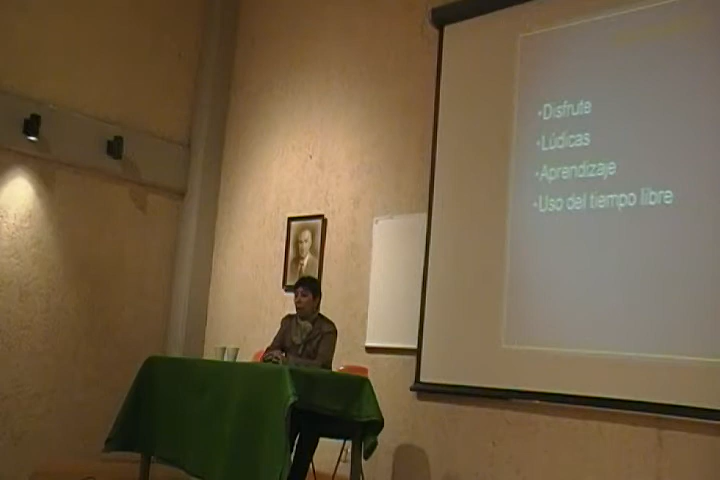 •Disfrute
•Lúdicas
•Aprendizaje
•Uso del tiempo libre